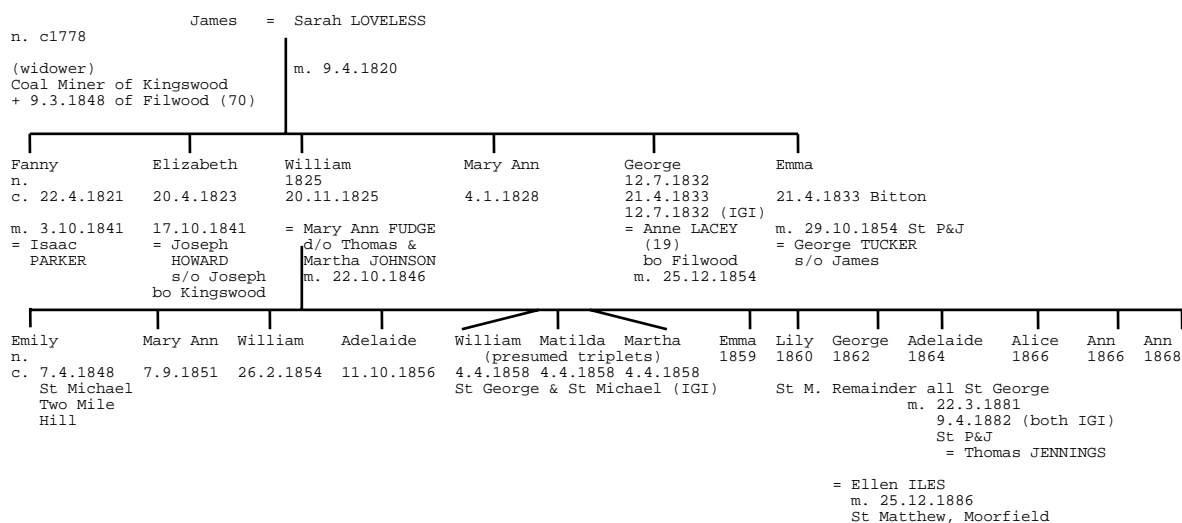 James = Sarah LOVELESS
n. c1778
(widower) m. 9.4.1820
Coal Miner of Kingswood
+ 9.3.1848 of Filwood (70)
Fanny Elizabeth William Mary Ann George Emma
n. 1825 12.7.1832
c. 22.4.1821 20.4.1823 20.11.1825 4.1.1828 21.4.1833 21.4.1833 Bitton
12.7.1832 (IGI)
m. 3.10.1841 17.10.1841 = Mary Ann FUDGE = Anne LACEY m. 29.10.1854 St P&J
= Isaac = Joseph d/o Thomas & (19) = George TUCKER
PARKER HOWARD Martha JOHNSON bo Filwood s/o James
s/o Joseph m. 22.10.1846 m. 25.12.1854
bo Kingswood
Emily Mary Ann William Adelaide William Matilda Martha Emma Lily George Adelaide Alice Ann Ann
n. (presumed triplets) 1859 1860 1862 1864 1866 1866 1868
c. 7.4.1848 7.9.1851 26.2.1854 11.10.1856 4.4.1858 4.4.1858 4.4.1858
St Michael St George & St Michael (IGI) St M. Remainder all St George
Two Mile m. 22.3.1881
Hill 9.4.1882 (both IGI)
St P&J
= Thomas JENNINGS
= Ellen ILES
m. 25.12.1886
St Matthew, Moorfield